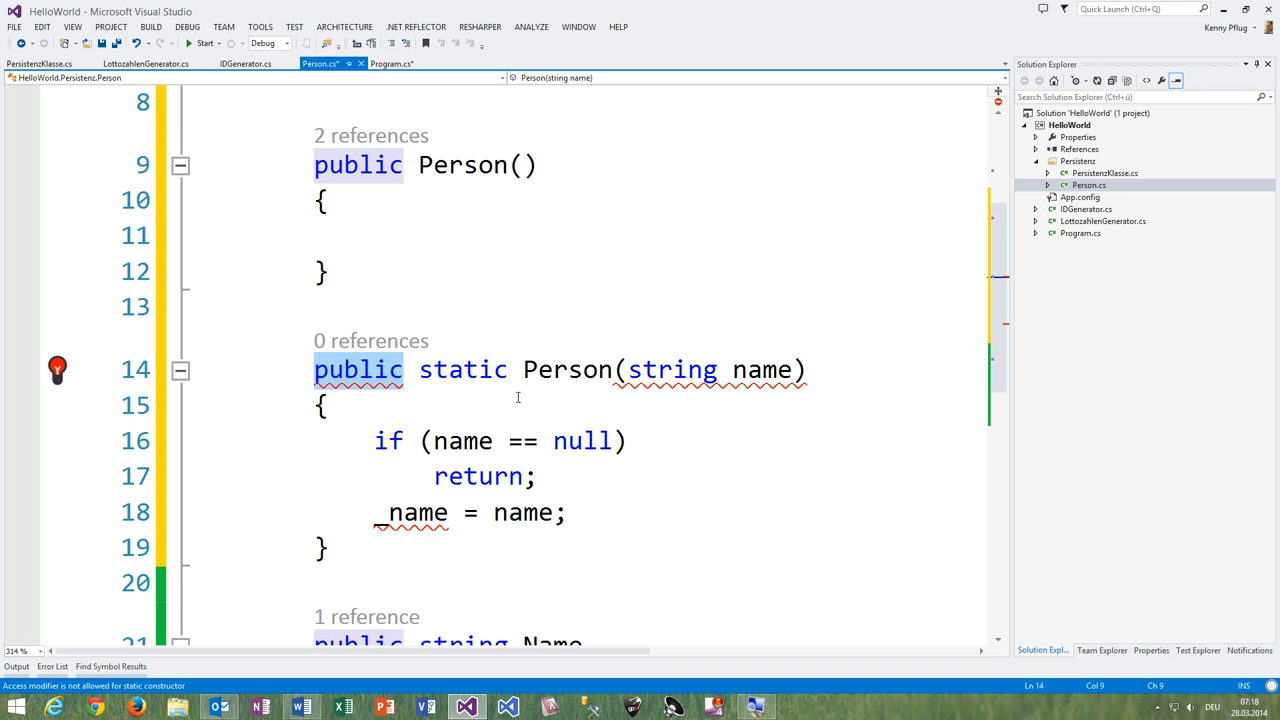 HelloWorld - Microsoft Visual Studio
Quick Launch (Ctrl+Q)
FILE EDIT VIEW PROJECT BUILD DEBUG TEAM TOOLS TEST ARCHITECTURE .NET REFLECTOR RESHARPER ANALYZE WINDOW HELP
Kenny Pflug
Start Debug
PersistenzKlasse.cs LottozahlenGenerator.cs IDGenerator.cs Person.cs* Program.cs*
HelloWorld.Persistenz.Person Person(string name)
8
2 references
9 public Person()
10 {
11
12 }
13
0 references
14 public static Person(string name)
15 {
16 if (name == null)
17 return;
18 _name = name;
19 }
20
1 reference
21 public string Name
314 %
Solution Explorer
Search Solution Explorer (Ctrl+ü)
Solution 'HelloWorld' (1 project)
HelloWorld
Properties
References
Persistenz
PersistenzKlasse.cs
Person.cs
App.config
IDGenerator.cs
LottozahlenGenerator.cs
Program.cs
Solution Expl... Team Explorer Properties Test Explorer Notifications
Output Error List Find Symbol Results
Access modifier is not allowed for static constructor Ln 14 Col 9 Ch 9 INS
DEU 07:18
28.03.2014